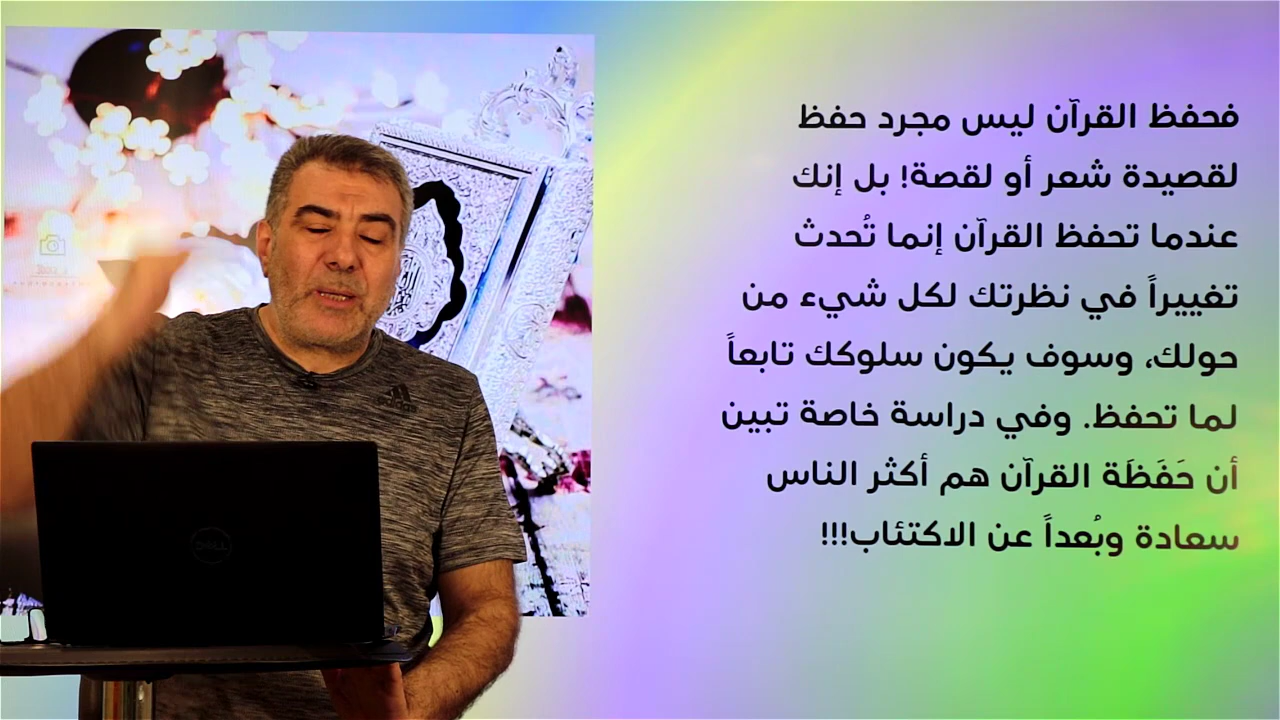 فحفظ القرآن ليس مجرد حفظ
لقصيدة شعر أو لقصة! بل إنك
عندما تحفظ القرآن إنما تُحدث
تغييراً في نظرتك لكل شيء من
حولك، وسوف يكون سلوكك تابعاً
لما تحفظ. وفي دراسة خاصة تبين
أن حَفَظَة القرآن هم أكثر الناس
سعادة وبُعداً عن الاكتئاب!!!
DELL